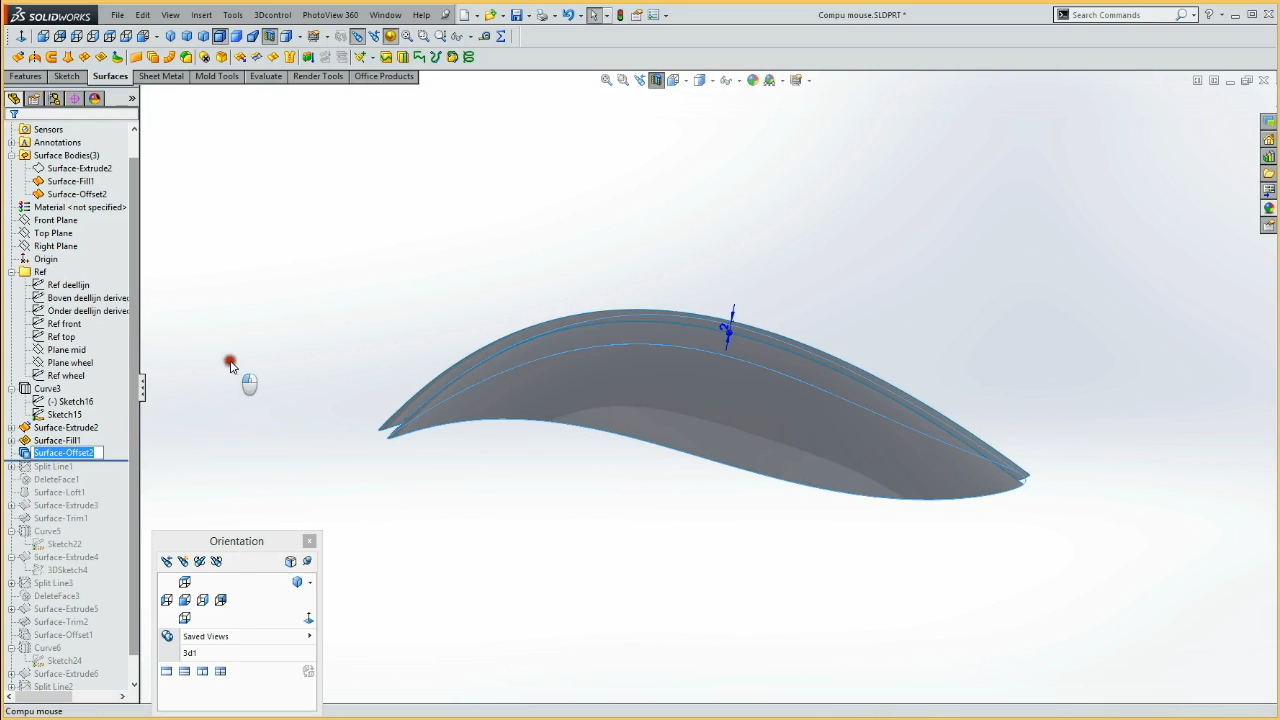 SOLIDWORKS File Edit View Insert Tools 3Dcontrol PhotoView 360 Window Help Compu mouse.SLDPRT * Search Commands
Features Sketch Surfaces Sheet Metal Mold Tools Evaluate Render Tools Office Products
Sensors
Annotations
Surface Bodies(3)
Surface-Extrude2
Surface-Fill1
Surface-Offset2
Material <not specified>
Front Plane
Top Plane
Right Plane
Origin
Ref
Ref deellijn
Boven deellijn derived
Onder deellijn derived
Ref front
Ref top
Plane mid
Plane wheel
Ref wheel
Curve3
(-) Sketch16
Sketch15
Surface-Extrude2
Surface-Fill1
Surface-Offset2
Split Line1
DeleteFace1
Surface-Loft1
Surface-Extrude3
Surface-Trim1
Curve5
Sketch22
Surface-Extrude4
3DSketch4
Split Line3
DeleteFace3
Surface-Extrude5
Surface-Trim2
Surface-Offset1
Curve6
Sketch24
Surface-Extrude6
Split Line2
2
Orientation
Saved Views
3d1
Compu mouse